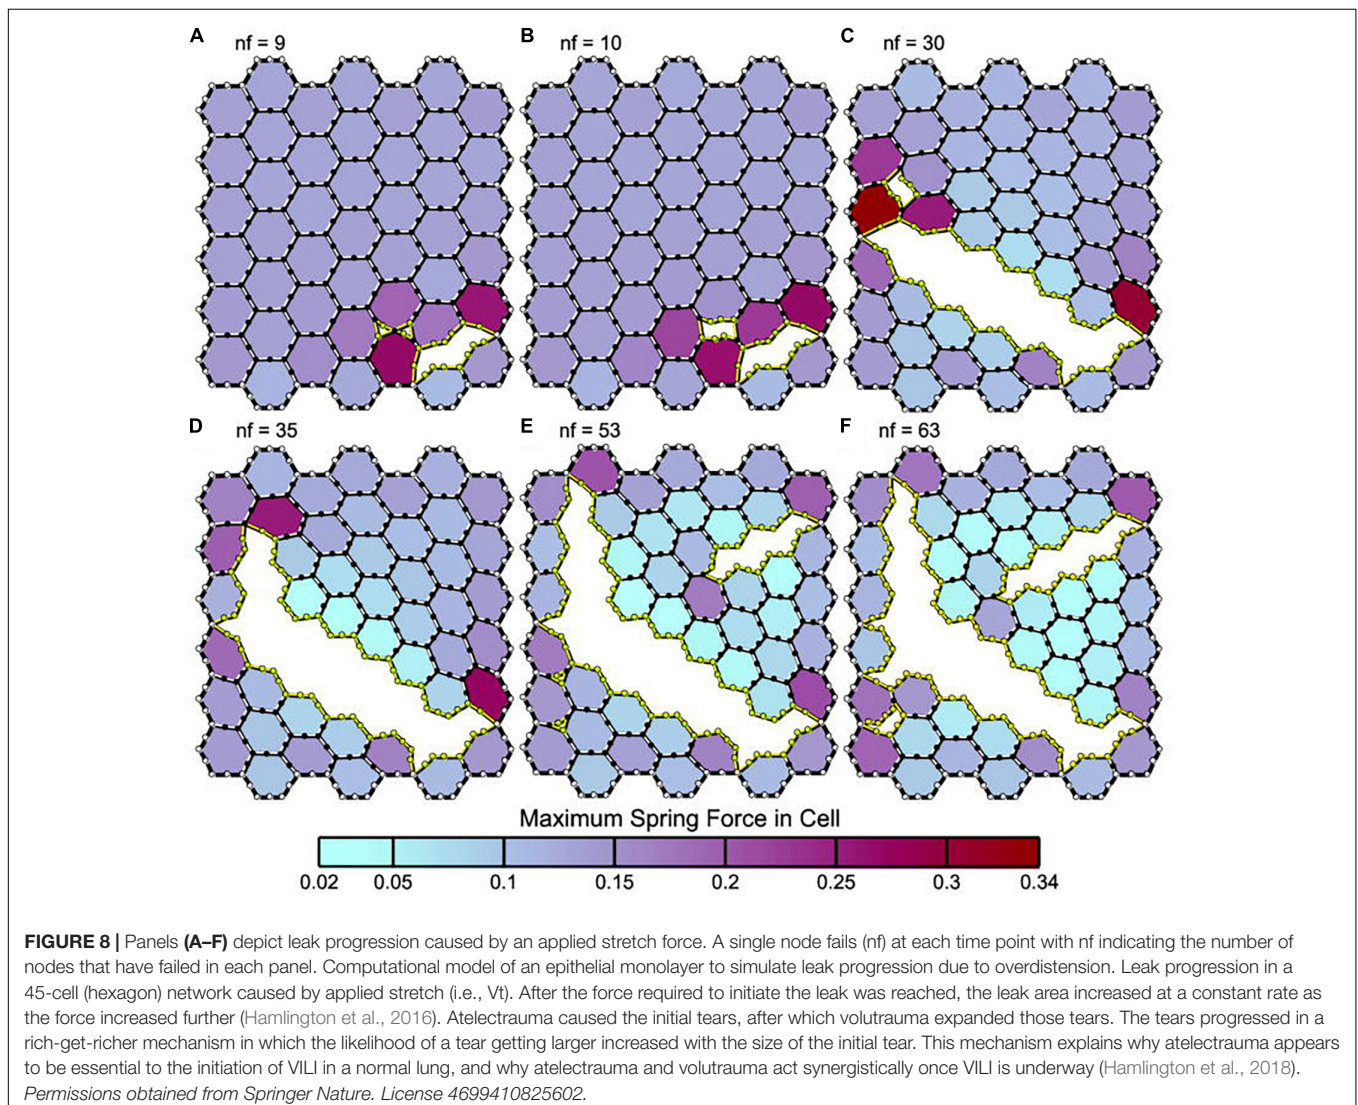 A
nf = 9
B
nf = 10
C
nf = 30
D
nf = 35
E
nf = 53
F
nf = 63
Maximum Spring Force in Cell
0.02 0.05 0.1 0.15 0.2 0.25 0.3 0.34
FIGURE 8 | Panels (A–F) depict leak progression caused by an applied stretch force. A single node fails (nf) at each time point with nf indicating the number of
nodes that have failed in each panel. Computational model of an epithelial monolayer to simulate leak progression due to overdistension. Leak progression in a
45-cell (hexagon) network caused by applied stretch (i.e., Vt). After the force required to initiate the leak was reached, the leak area increased at a constant rate as
the force increased further (Hamlington et al., 2016). Atelectrauma caused the initial tears, after which volutrauma expanded those tears. The tears progressed in a
rich-get-richer mechanism in which the likelihood of a tear getting larger increased with the size of the initial tear. This mechanism explains why atelectrauma appears
to be essential to the initiation of VILI in a normal lung, and why atelectrauma and volutrauma act synergistically once VILI is underway (Hamlington et al., 2018).
Permissions obtained from Springer Nature. License 4699410825602.